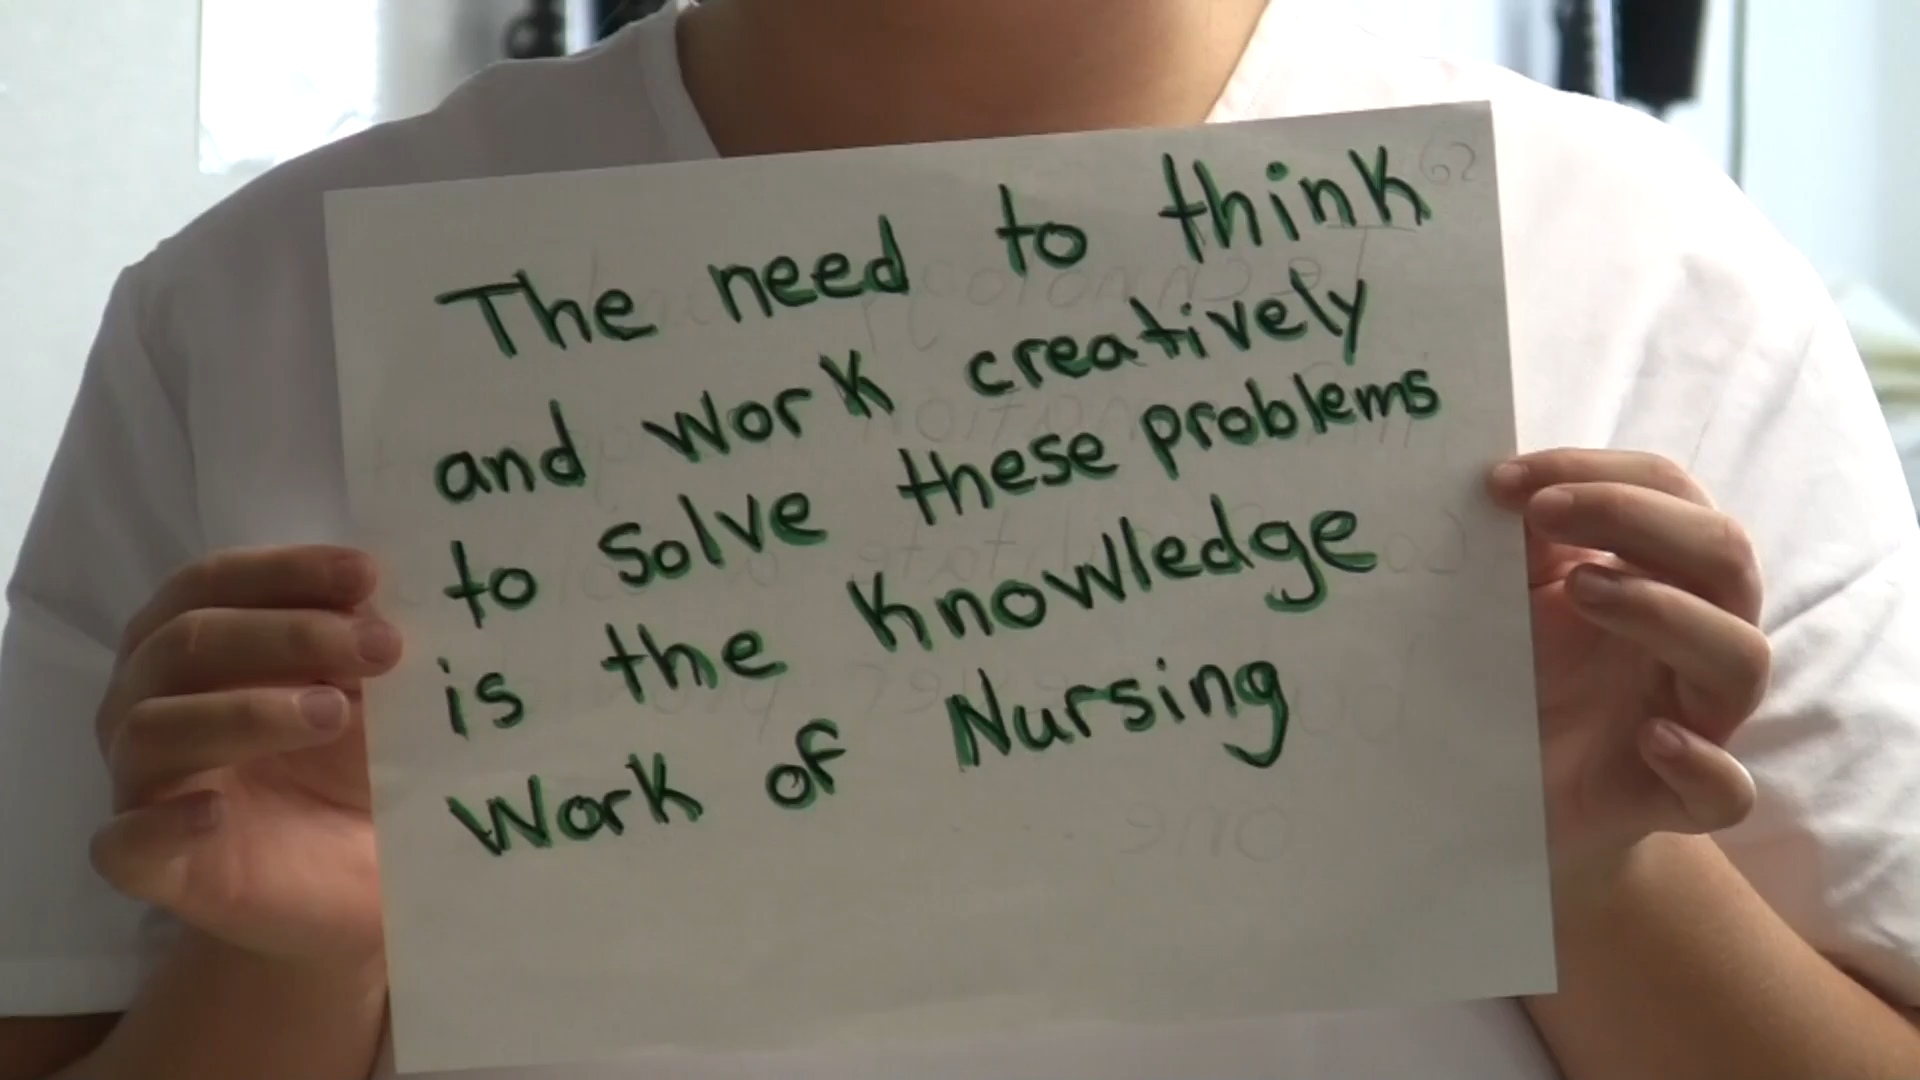 The need to think
and work creatively
to solve these problems
is the Knowledge
Work of Nursing